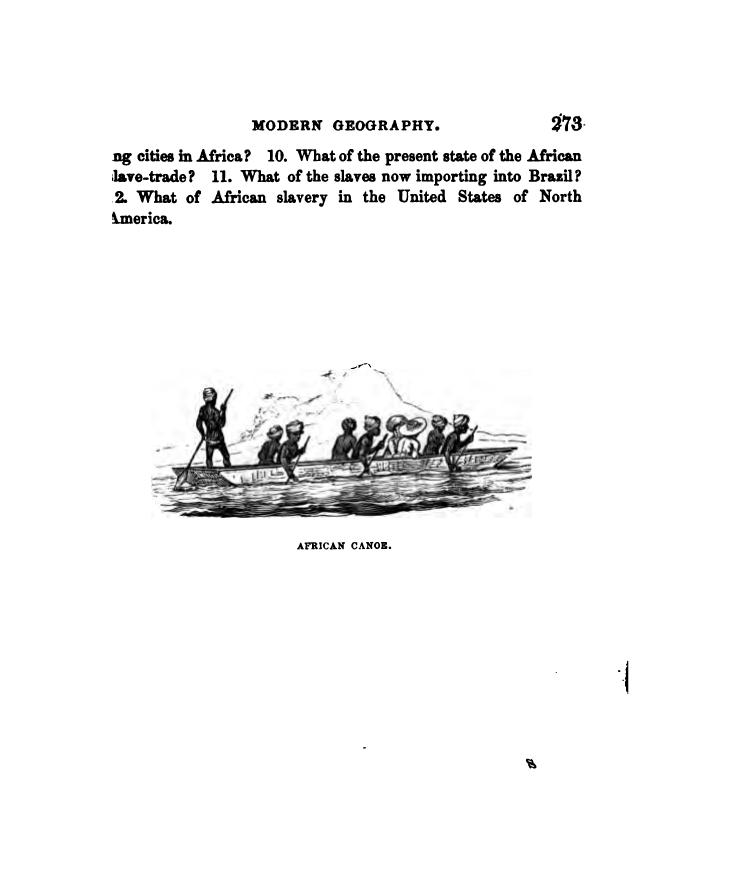 MODERN GEOGRAPHY. 273
ng cities in Africa? 10. What of the present state of the African
lave-trade? 11. What of the slaves now importing into Brazil?
2. What of African slavery in the United States of North
America.
AFRICAN CANOE.
S